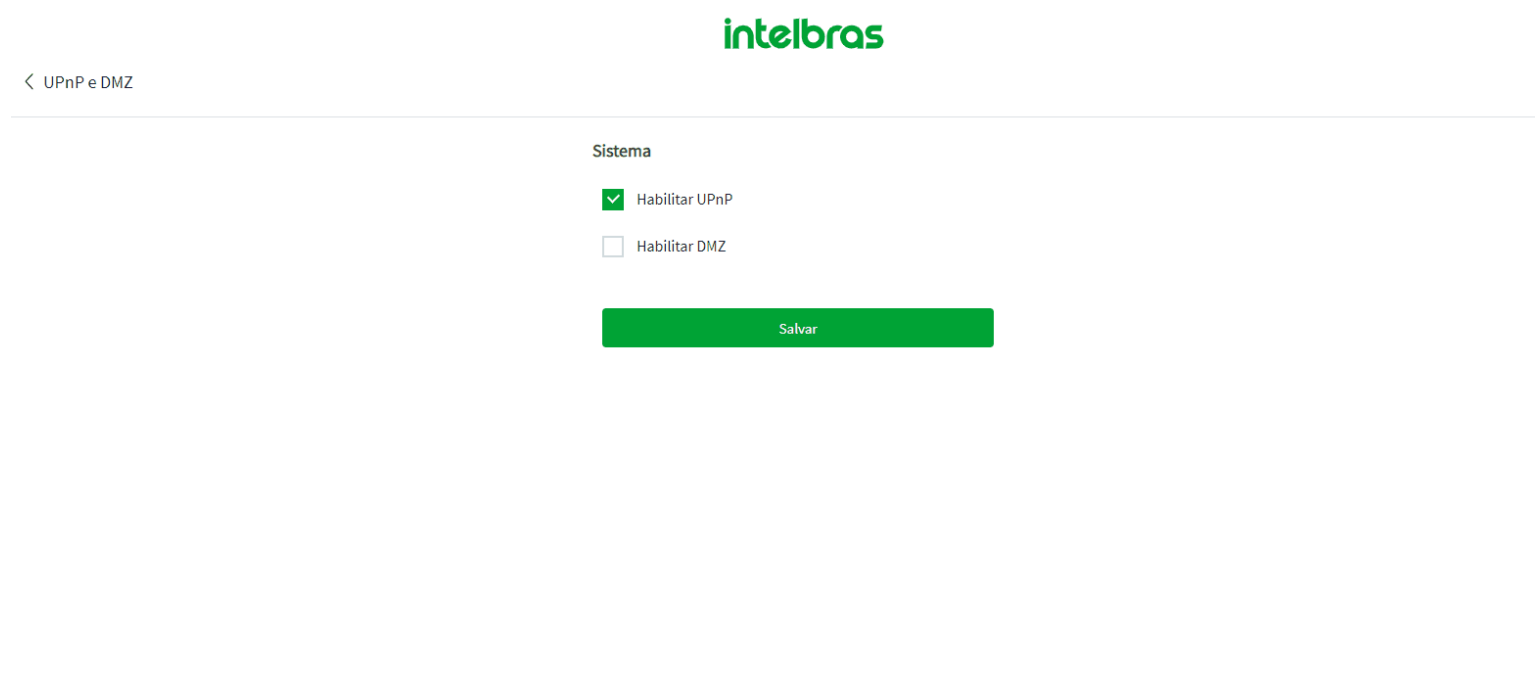 intelbras
UPnP e DMZ
Sistema
Habilitar UPnP
Habilitar DMZ
Salvar